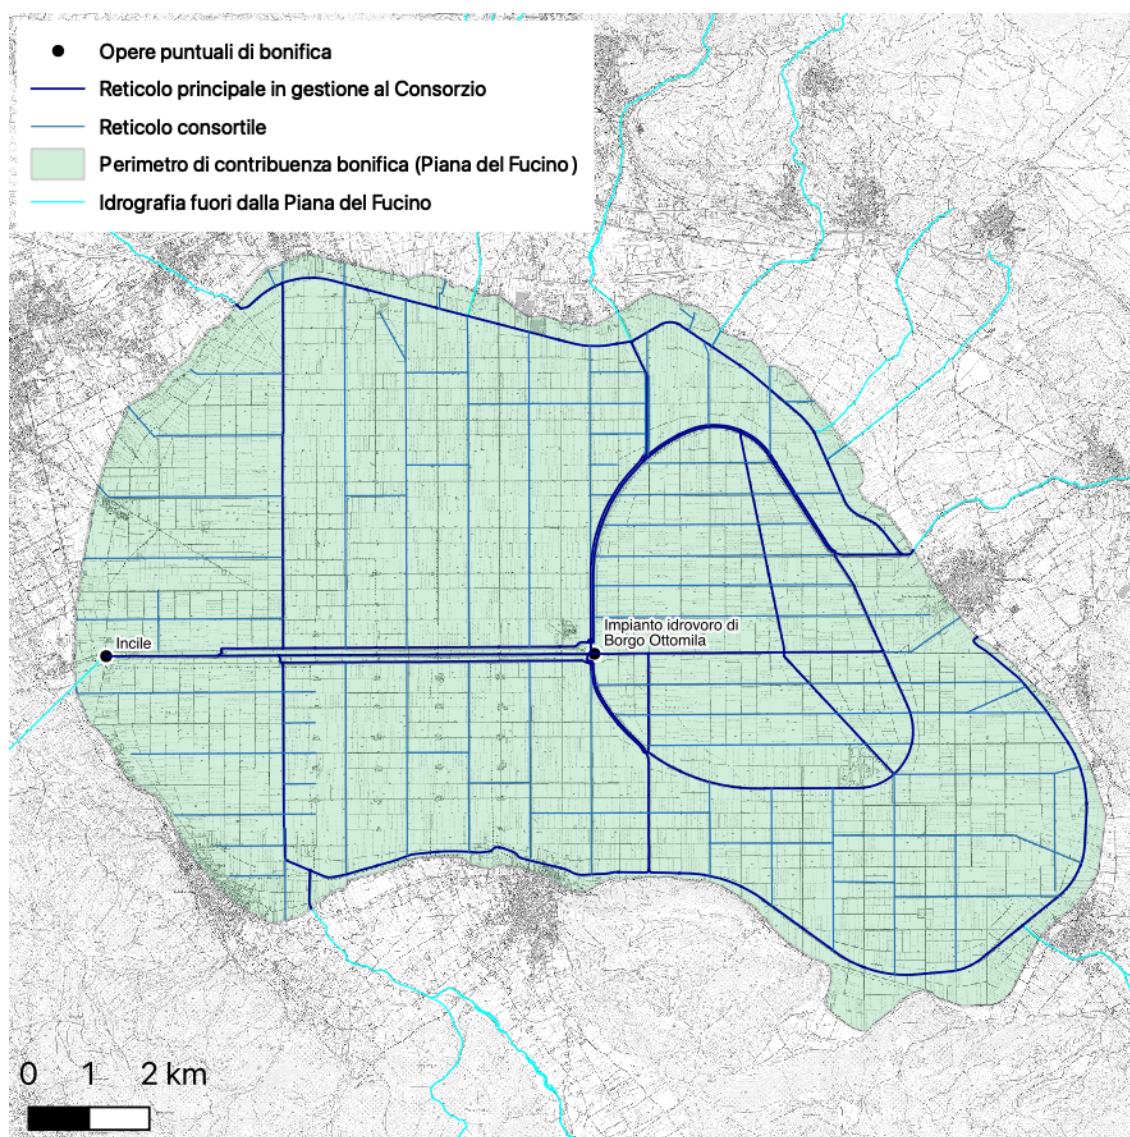 Opere puntuali di bonifica
Reticolo principale in gestione al Consorzio
Reticolo consortile
Perimetro di contribuenza bonifica (Piana del Fucino)
Idrografia fuori dalla Piana del Fucino
Incile
Impianto idrovoro di
Borgo Ottomila
0 1 2 km